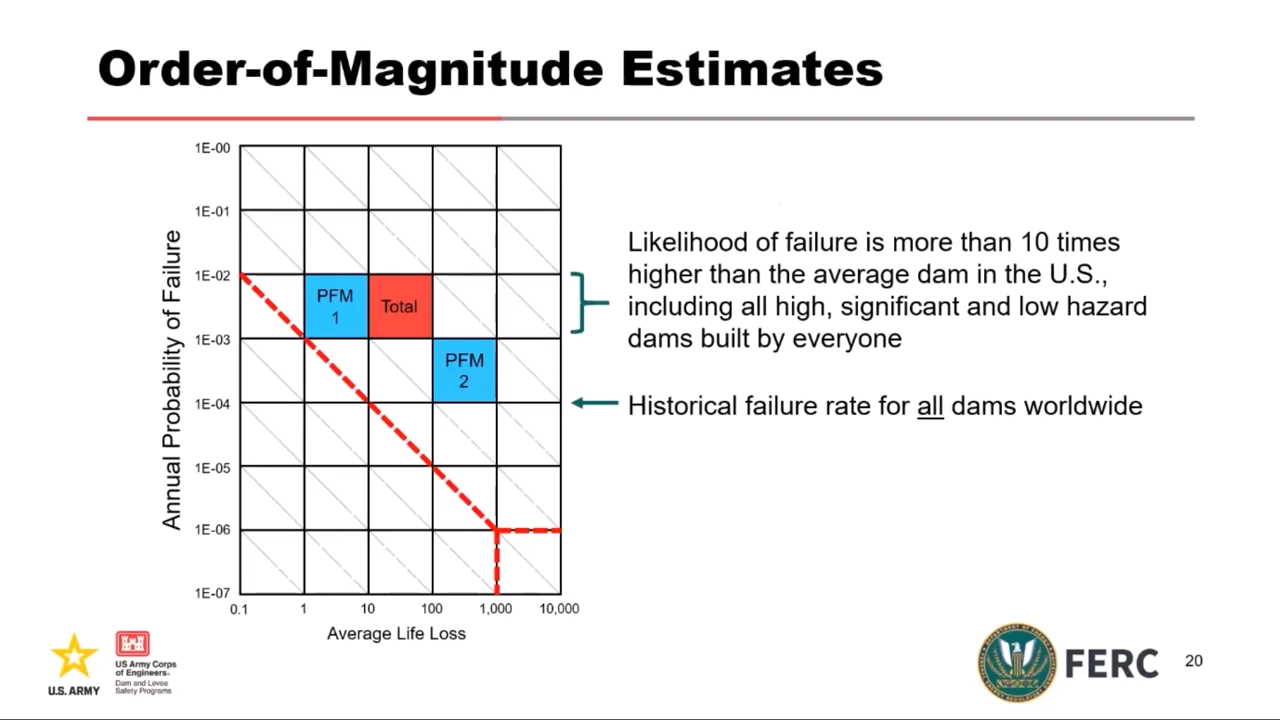 Order-of-Magnitude Estimates
1E-00
1E-01
1E-02
1E-03
1E-04
1E-05
1E-06
1E-07
Annual Probability of Failure
PFM
1
Total
PFM
2
0.1
1
10
100
1,000
10,000
Average Life Loss
Likelihood of failure is more than 10 times
higher than the average dam in the U.S.,
including all high, significant and low hazard
dams built by everyone
Historical failure rate for all dams worldwide
U.S. ARMY
US Army Corps
of Engineers®
Dam and Levee
Safety Programs
FERC
20